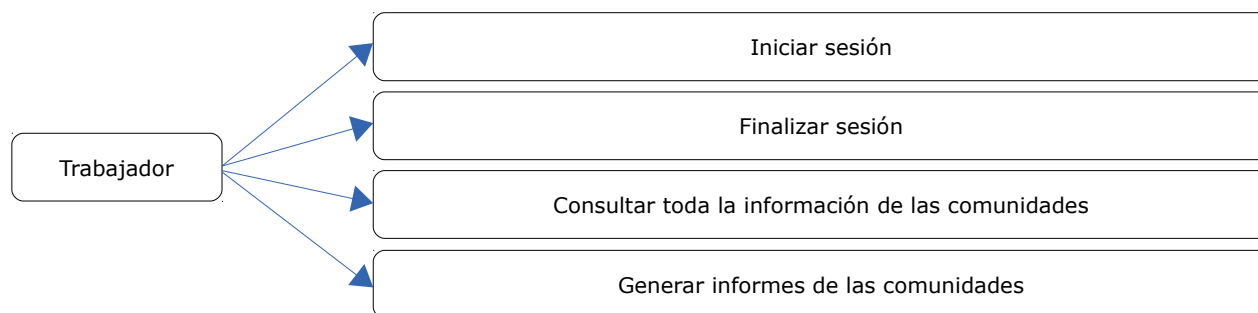 Iniciar sesión
Finalizar sesión
Trabajador
Consultar toda la información de las comunidades
Generar informes de las comunidades